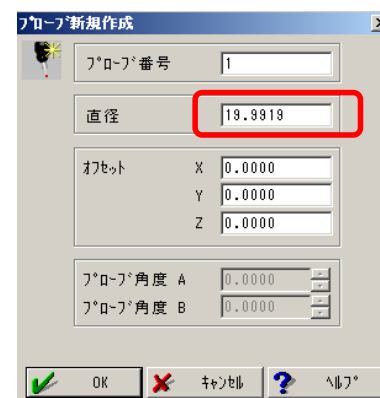 プローブ新規作成
プローブ番号 1
直径 19.9919
オフセット X 0.0000
Y 0.0000
Z 0.0000
プローブ角度 A 0.0000
プローブ角度 B 0.0000
OK キャンセル ヘルプ